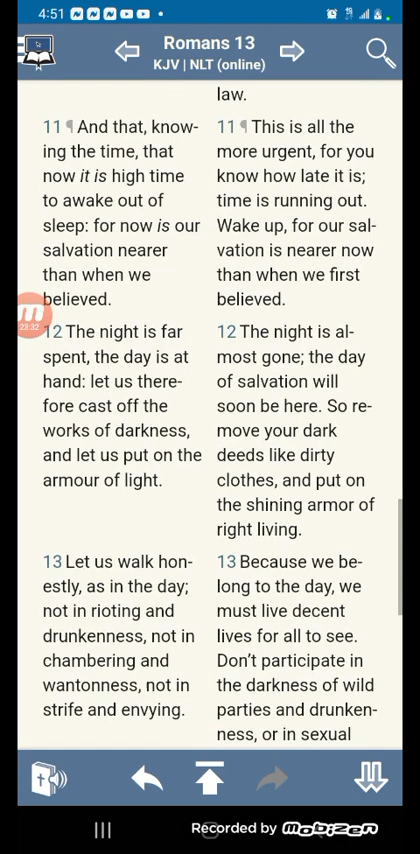 4:51
Romans 13
KJV | NLT (online)
law.
11 ¶ And that, know-
ing the time, that
now it is high time
to awake out of
sleep: for now is our
salvation nearer
than when we
believed.
12 The night is far
spent, the day is at
hand: let us there-
fore cast off the
works of darkness,
and let us put on the
armour of light.
13 Let us walk hon-
estly, as in the day;
not in rioting and
drunkenness, not in
chambering and
wantonness, not in
strife and envying.
11 ¶ This is all the
more urgent, for you
know how late it is;
time is running out.
Wake up, for our sal-
vation is nearer now
than when we first
believed.
12 The night is al-
most gone; the day
of salvation will
soon be here. So re-
move your dark
deeds like dirty
clothes, and put on
the shining armor of
right living.
13 Because we be-
long to the day, we
must live decent
lives for all to see.
Don't participate in
the darkness of wild
parties and drunken-
ness, or in sexual
23:32
Recorded by mobizen